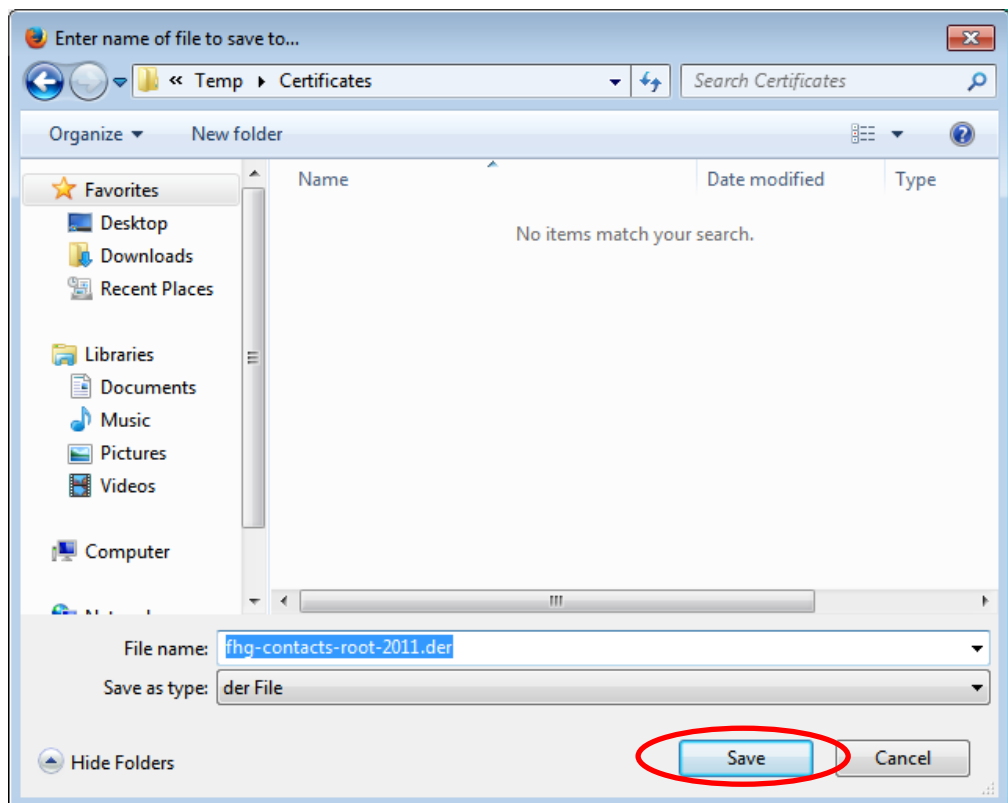 Enter name of file to save to...
« Temp Certificates
Search Certificates
Organize New folder
Name Date modified Type
Favorites
Desktop
Downloads
Recent Places
No items match your search.
Libraries
Documents
Music
Pictures
Videos
Computer
File name: fhg-contacts-root-2011.der
Save as type: der File
Hide Folders
Save Cancel